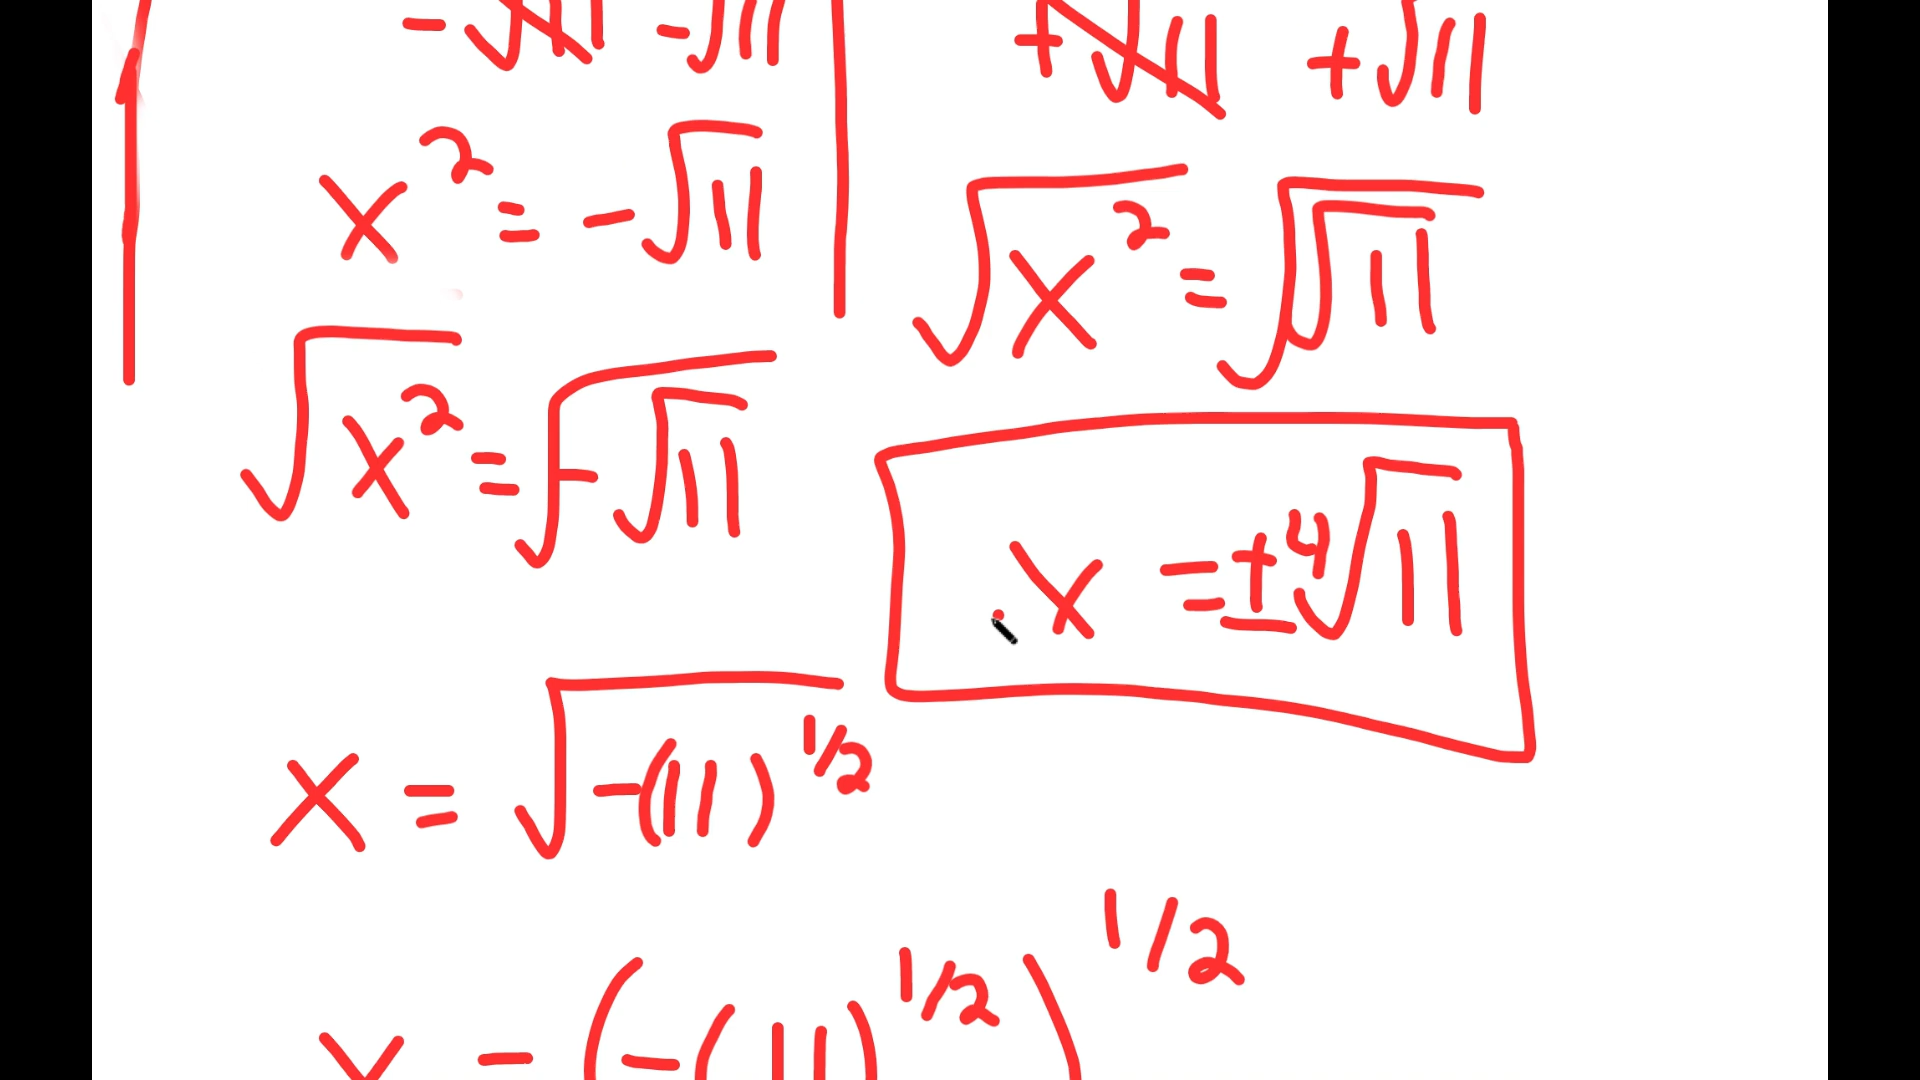 -√11 -√11
x² = -√11
√x² = √-√11
x = √-(11)^1/2
x = (-(11)^1/2)^1/2
+√11 +√11
√x² = √√11
x = ±⁴√11